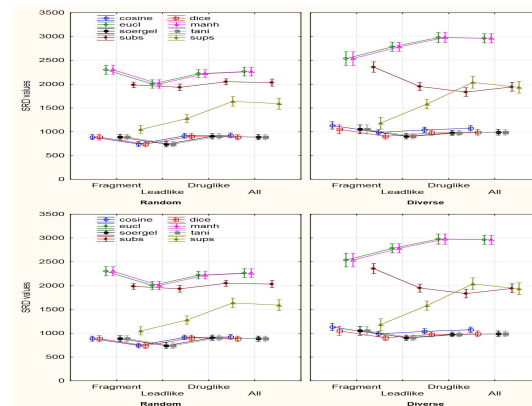 3500
3000
2500
2000
1500
1000
500
0
SRD values
cosine dice
eucl manh
soergel tani
subs sups
Fragment Druglike
Leadlike All
Random
Fragment Druglike
Leadlike All
Diverse
3500
3000
2500
2000
1500
1000
500
0
SRD values
cosine dice
eucl manh
soergel tani
subs sups
Fragment Druglike
Leadlike All
Random
Fragment Druglike
Leadlike All
Diverse